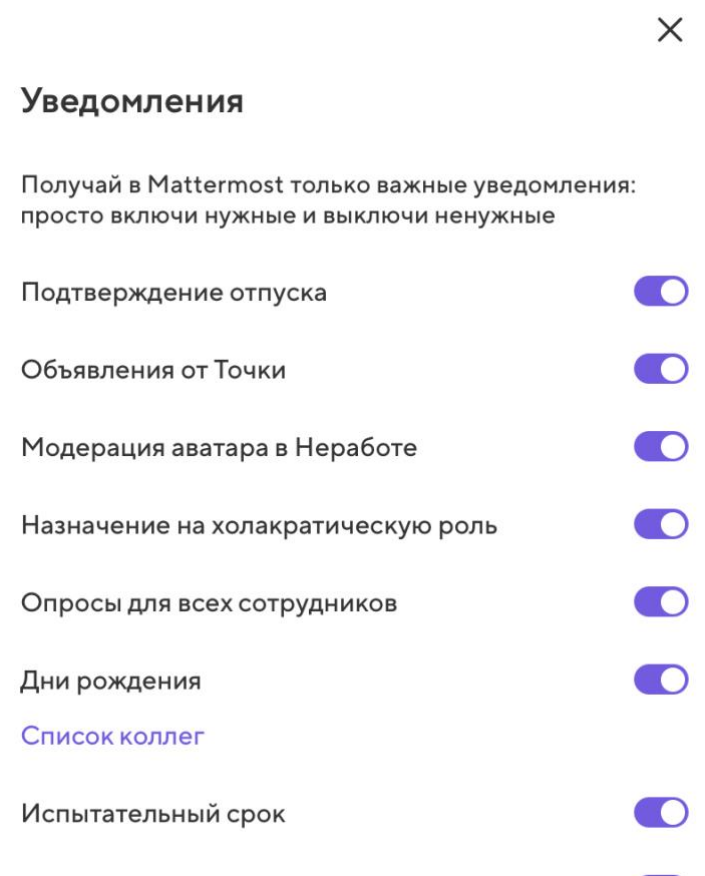 Уведомления
Получай в Mattermost только важные уведомления:
просто включи нужные и выключи ненужные
Подтверждение отпуска
Объявления от Точки
Модерация аватара в Неработе
Назначение на холакратическую роль
Опросы для всех сотрудников
Дни рождения
Список коллег
Испытательный срок